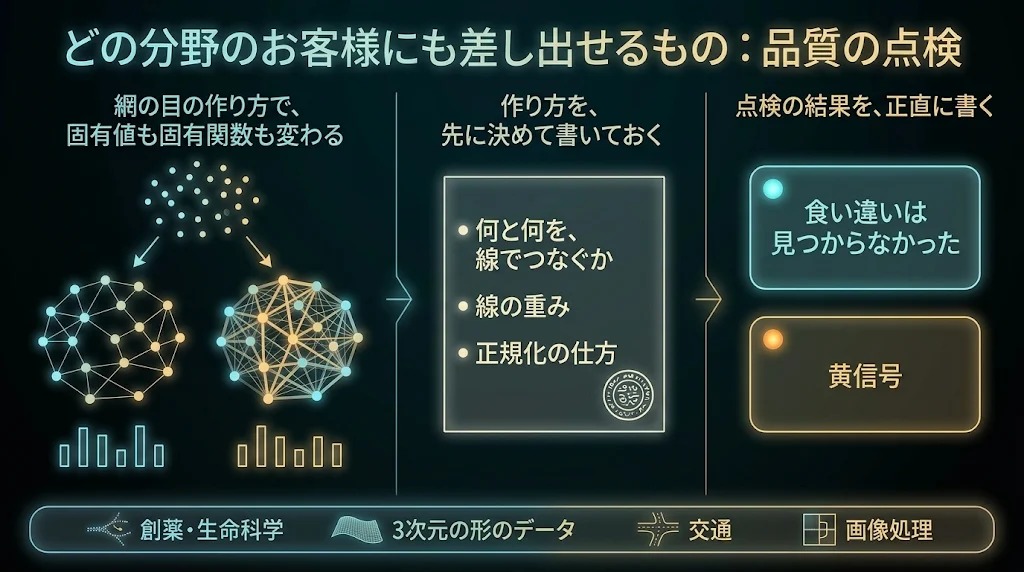 どの分野のお客様にも差し出せるもの：品質の点検
網の目の作り方で、
固有値も固有関数も変わる
作り方を、
先に決めて書いておく
• 何と何を、
線でつなぐか
• 線の重み
• 正規化の仕方
点検の結果を、正直に書く
食い違いは
見つからなかった
黄信号
創薬・生命科学
3次元の形のデータ
交通
画像処理